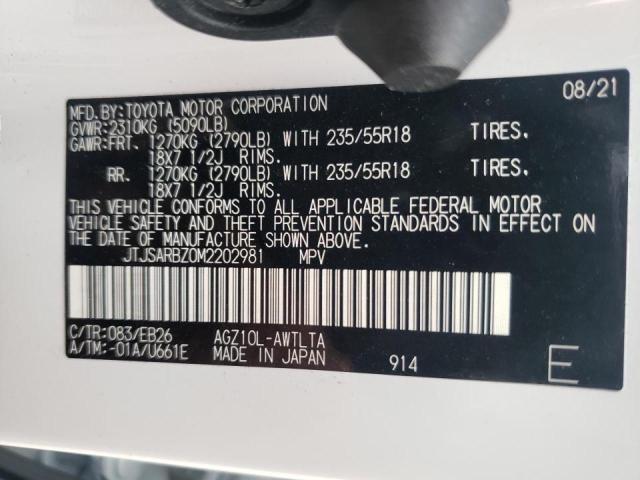 MFD.BY:TOYOTA MOTOR CORPORATION 08/21
GVWR:2310KG (5090LB)
GAWR:FRT. 1270KG (2790LB) WITH 235/55R18 TIRES.
18X7 1/2J RIMS.
RR. 1270KG (2790LB) WITH 235/55R18 TIRES.
18X7 1/2J RIMS.
THIS VEHICLE CONFORMS TO ALL APPLICABLE FEDERAL MOTOR
VEHICLE SAFETY AND THEFT PREVENTION STANDARDS IN EFFECT ON
THE DATE OF MANUFACTURE SHOWN ABOVE.
JTJSARBZ0M2202981 MPV
C/TR:083/EB26 AGZ10L-AWTLTA
A/TM:-01A/U661E MADE IN JAPAN 914 E